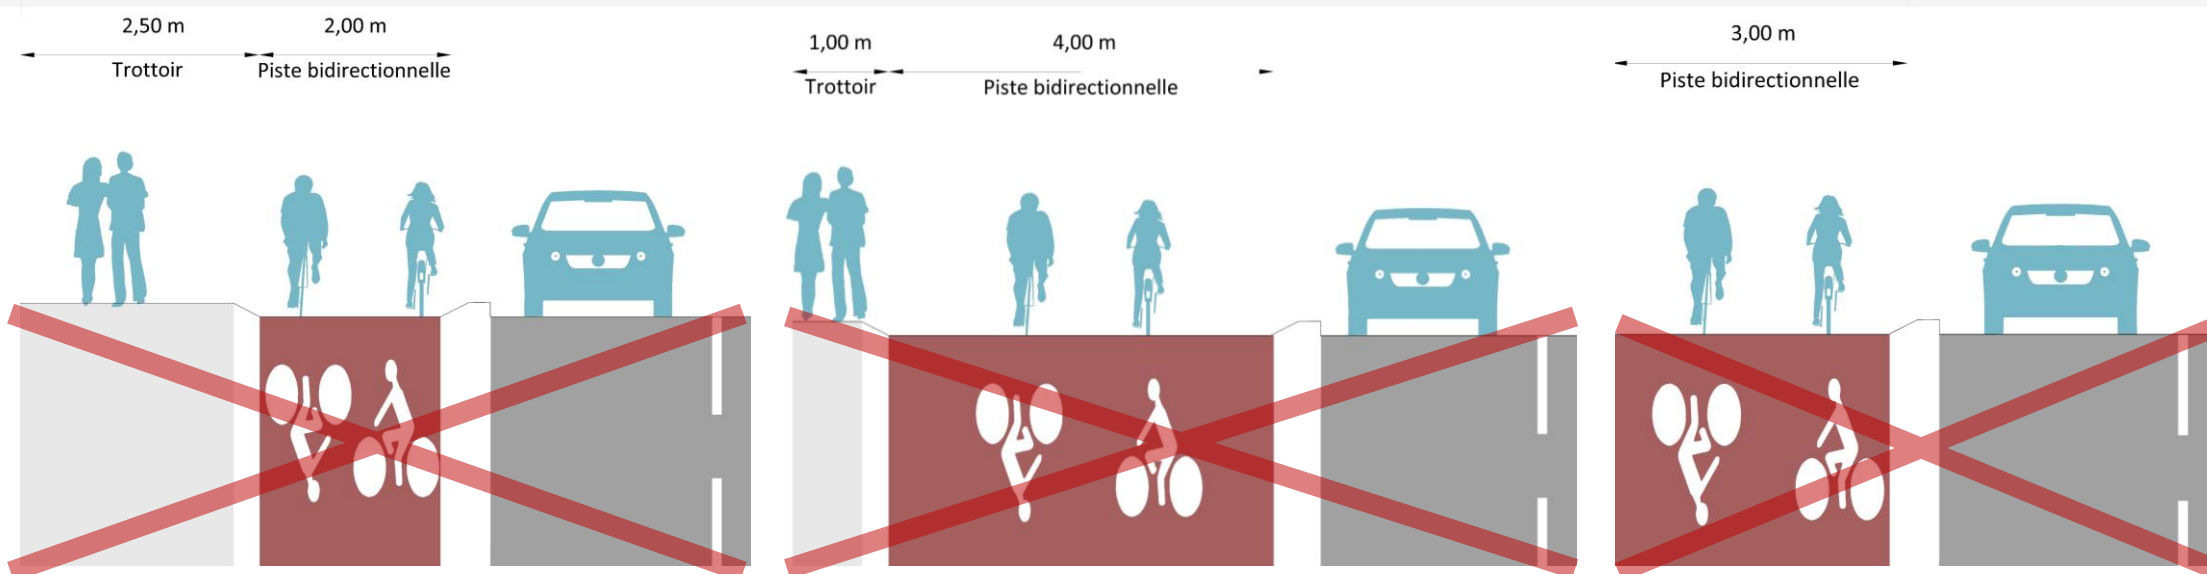 2,50 m
2,00 m
Trottoir
Piste bidirectionnelle
1,00 m
4,00 m
Trottoir
Piste bidirectionnelle
3,00 m
Piste bidirectionnelle